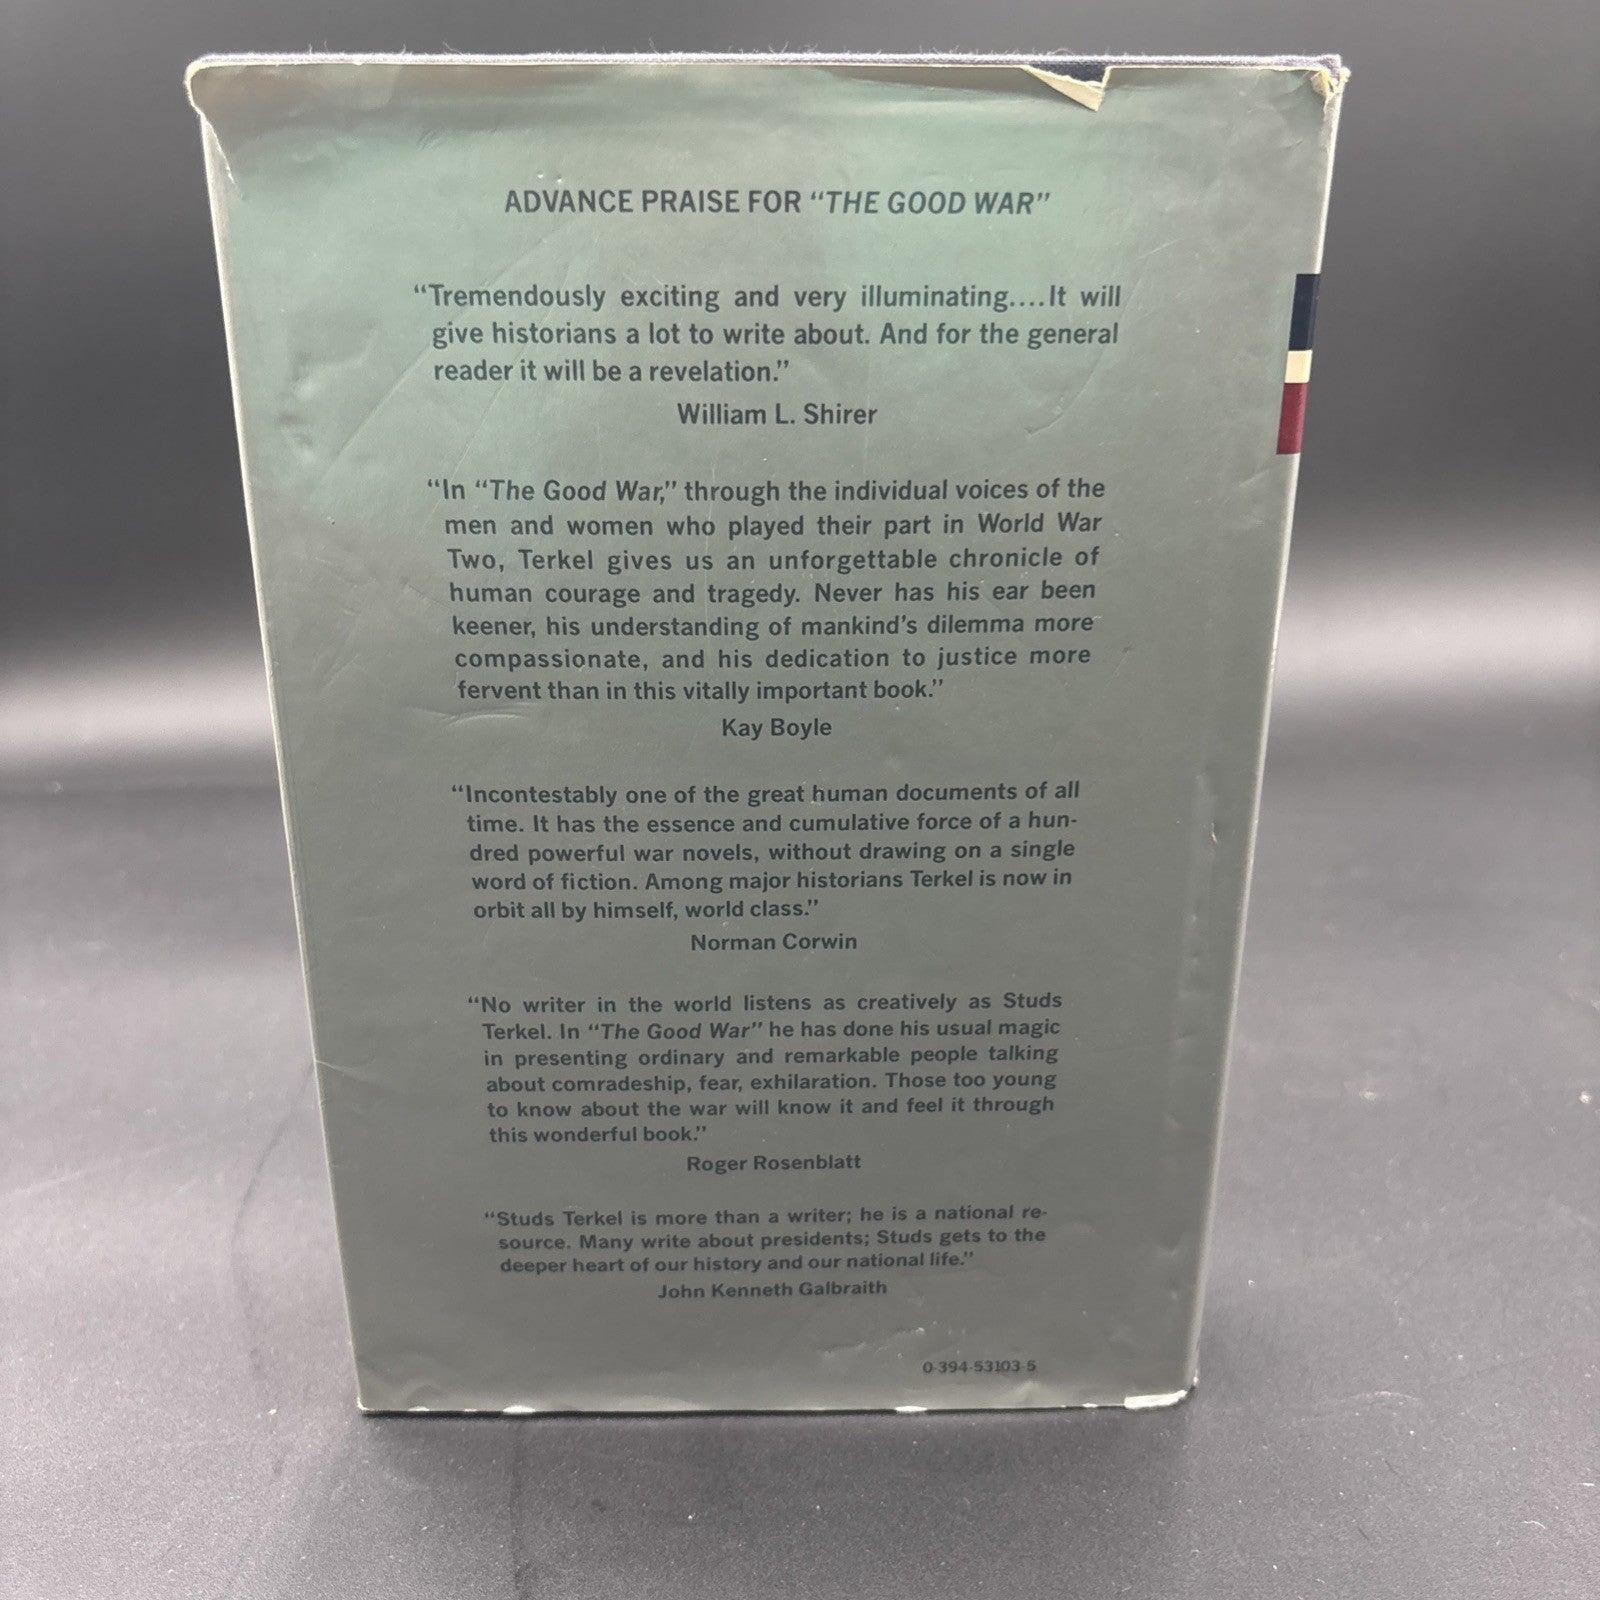 ADVANCE PRAISE FOR “THE GOOD WAR”
“Tremendously exciting and very illuminating....It will
give historians a lot to write about. And for the general
reader it will be a revelation.”
William L. Shirer
“In “The Good War,” through the individual voices of the
men and women who played their part in World War
Two, Terkel gives us an unforgettable chronicle of
human courage and tragedy. Never has his ear been
keener, his understanding of mankind’s dilemma more
compassionate, and his dedication to justice more
fervent than in this vitally important book.”
Kay Boyle
“Incontestably one of the great human documents of all
time. It has the essence and cumulative force of a hun-
dred powerful war novels, without drawing on a single
word of fiction. Among major historians Terkel is now in
orbit all by himself, world class.”
Norman Corwin
“No writer in the world listens as creatively as Studs
Terkel. In “The Good War” he has done his usual magic
in presenting ordinary and remarkable people talking
about comradeship, fear, exhilaration. Those too young
to know about the war will know it and feel it through
this wonderful book.”
Roger Rosenblatt
“Studs Terkel is more than a writer; he is a national re-
source. Many write about presidents; Studs gets to the
deeper heart of our history and our national life.”
John Kenneth Galbraith
0-394-53103-5